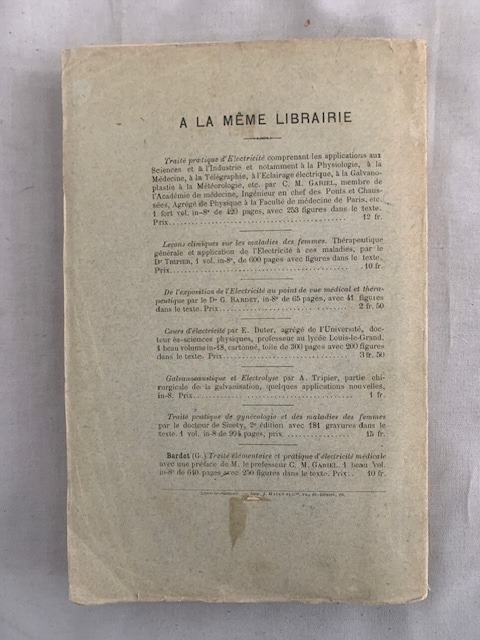 A LA MÊME LIBRAIRIE
Traité pratique d'Electricité comprenant les applications aux
Sciences et à l'Industrie et notamment à la Physiologie, à la
Médecine, à la Télégraphie, à l'Eclairage électrique, à la Galvano-
plastie à la Météorologie, etc. par C. M. GARIEL, membre de
l'Académie de médecine, Ingénieur en chef des Ponts et Chaus-
sées, Agrégé de Physique à la Faculté de médecine de Paris, etc.
1 fort vol. in-8° de 420 pages, avec 253 figures dans le texte.
Prix. . . . . . . . . . . . . . . . . . . . . . 12 fr.
Leçons cliniques sur les maladies des femmes. Thérapeutique
générale et application de l'Electricité à ces maladies, par le
Dr TRIPIER, 1 vol. in-8°, de 600 pages avec figures dans le texte,
Prix. . . . . . . . . . . . . . . . . . . . . . 10 fr.
De l'exposition de l'Electricité au point de vue médical et théra-
peutique par le Dr G. BARDET, in-8° de 65 pages, avec 41 figures
dans le texte. Prix . . . . . . . . . . . . . . . . 2 fr. 50
Cours d'électricité par E. Duter, agrégé de l'Université, doc-
teur ès-sciences physiques, professeur au lycée Louis-le-Grand.
1 beau volume in-18, cartonné, toile de 300 pages avec 200 figures
dans le texte. Prix . . . . . . . . . . . . . . . . 3 fr. 50
Galvanocaustique et Electrolyse par A. Tripier, partie chi-
rurgicale de la galvanisation, quelques applications nouvelles,
in-8. Prix. . . . . . . . . . . . . . . . . . . . 1 fr.
Traité pratique de gynécologie et des maladies des femmes
par le docteur de Sinety, 2e édition avec 181 gravures dans le
texte. 1 vol. in-8 de 994 pages, prix . . . . . . . . . 15 fr.
Bardet (G.) Traité élémentaire et pratique d'électricité médicale
avec une préface de M. le professeur C. M. GARIEL. 1 beau vol.
in-8° de 640 pages avec 250 figures dans le texte. Prix: . 10 fr.